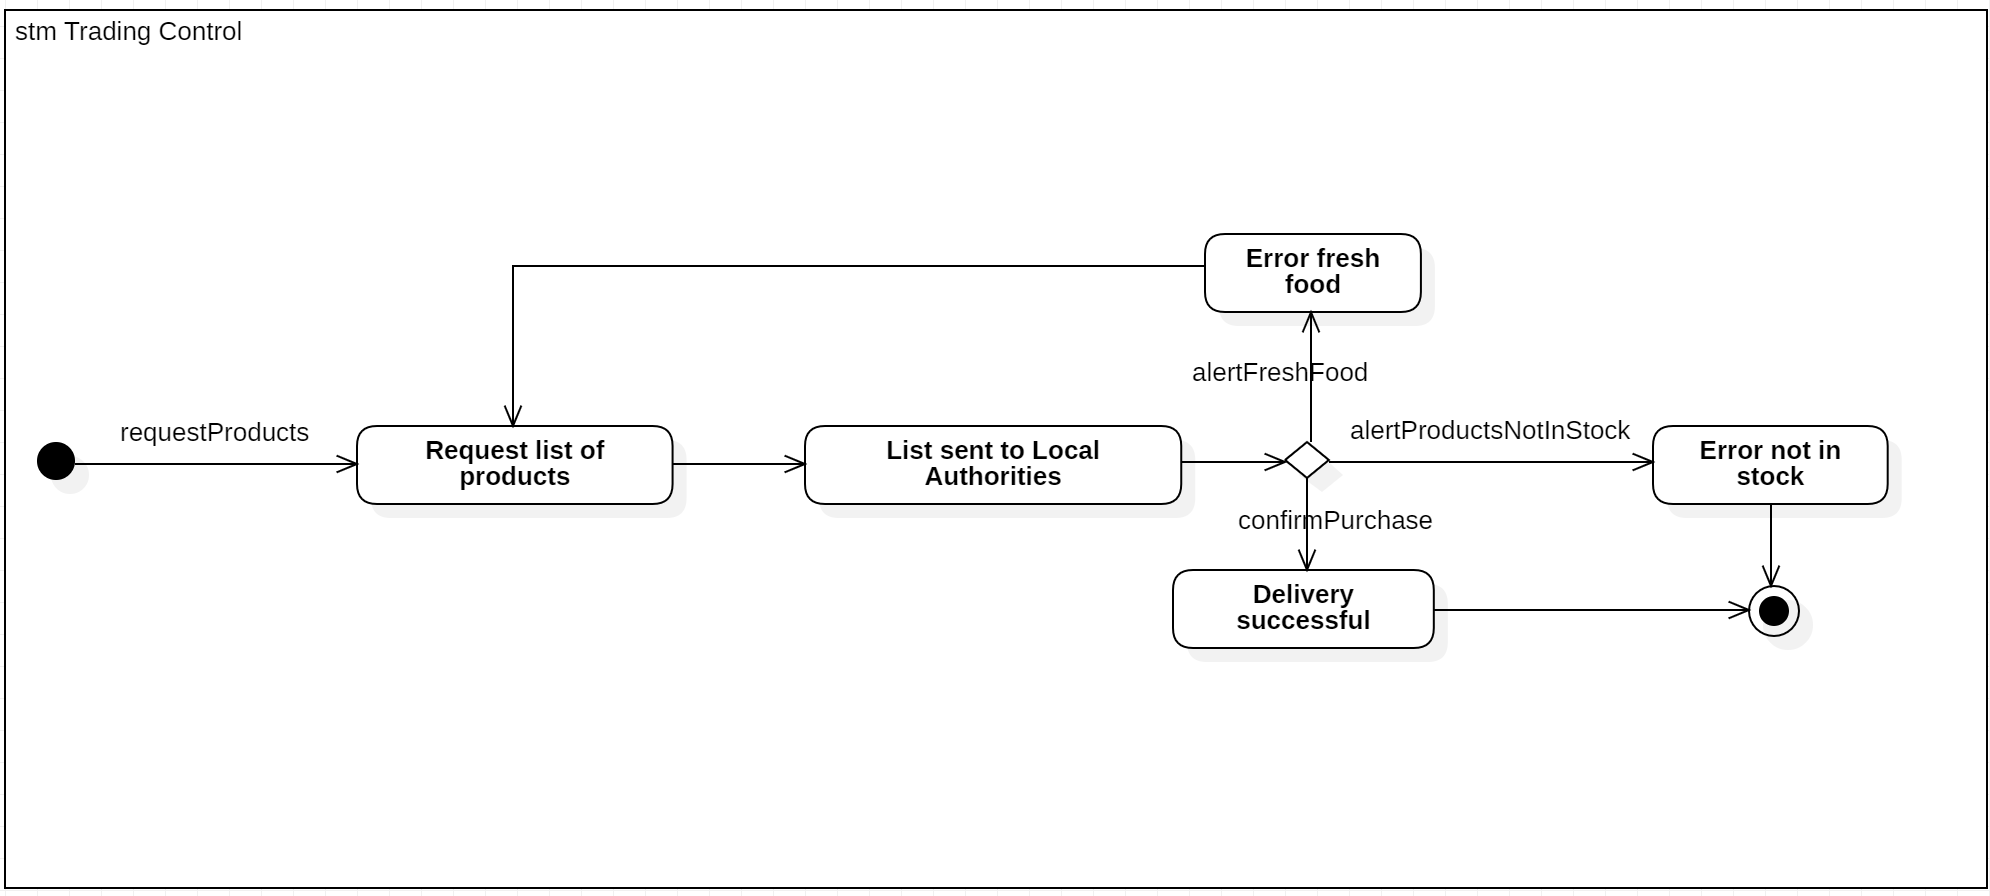 stm Trading Control
Error fresh
food
alertFreshFood
requestProducts
Request list of
products
List sent to Local
Authorities
alertProductsNotInStock
Error not in
stock
confirmPurchase
Delivery
successful